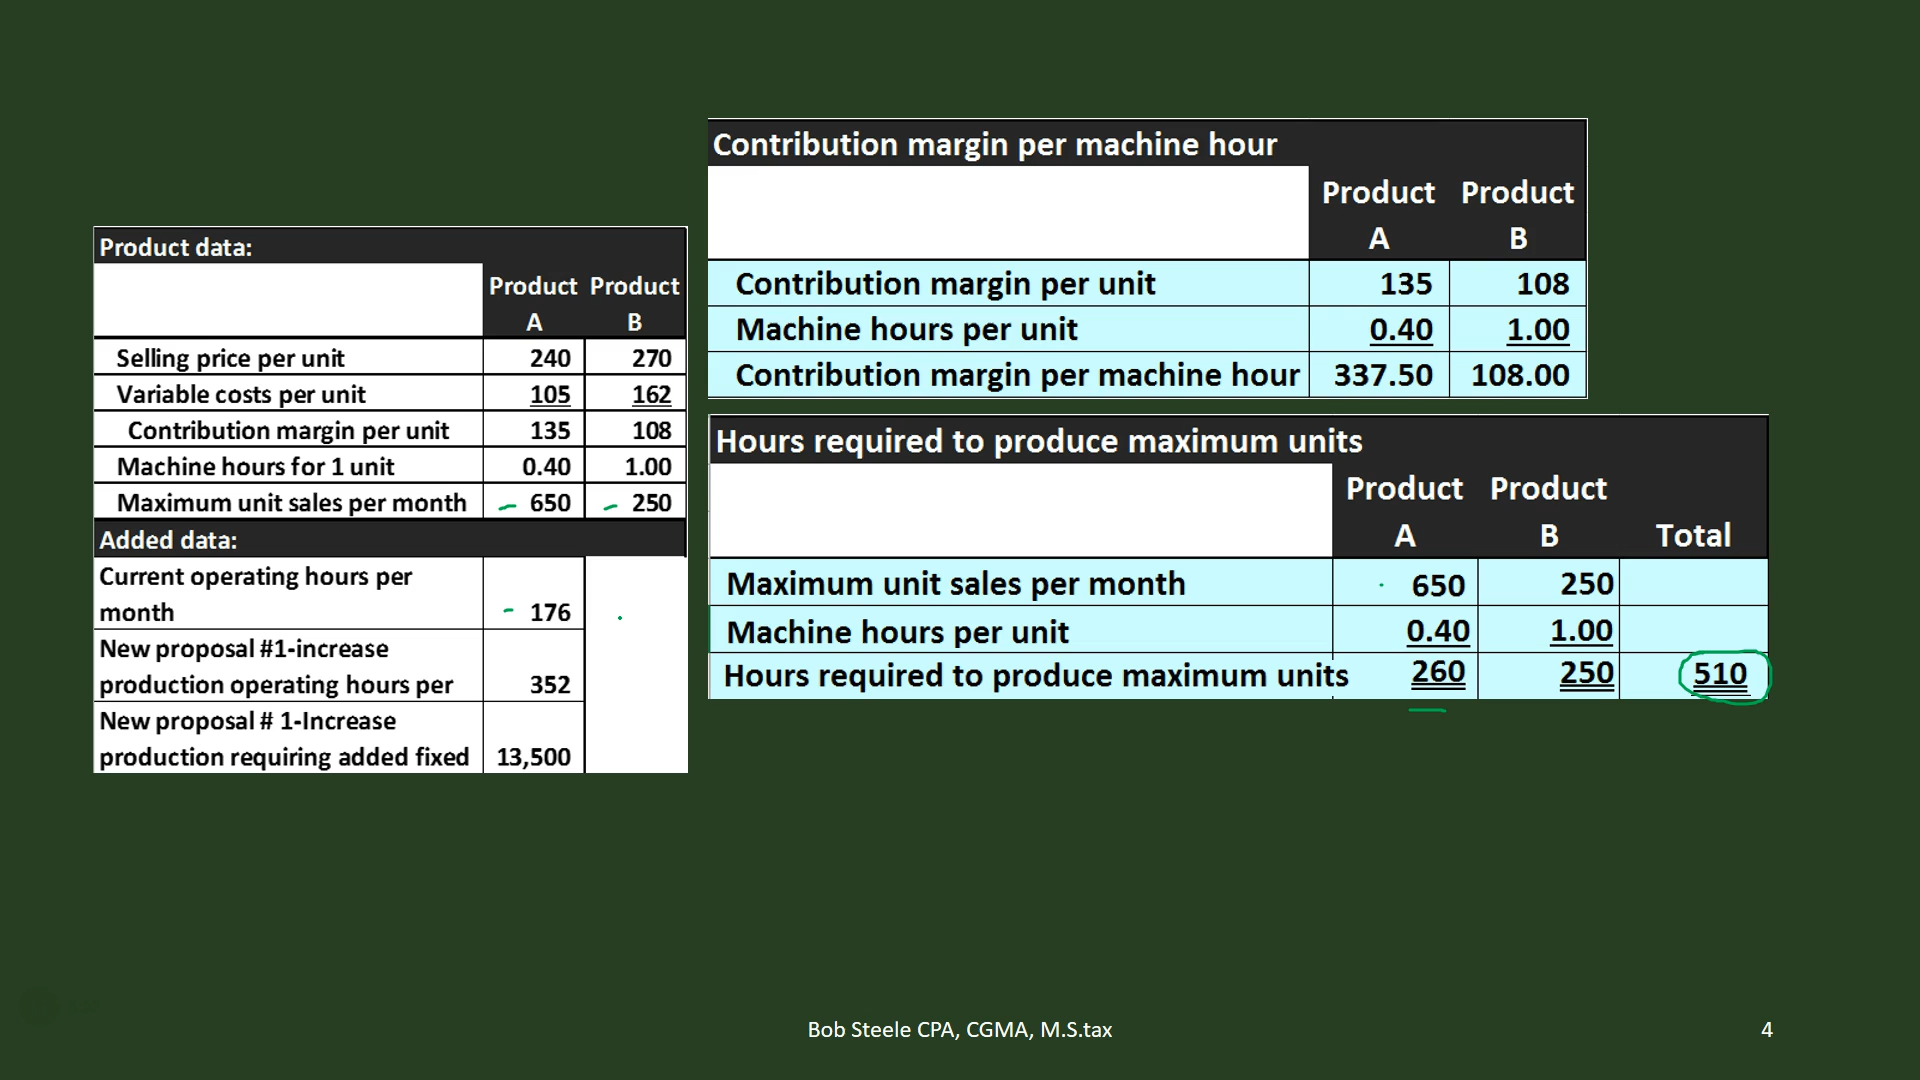 Product data:
Product Product
A B
Selling price per unit 240 270
Variable costs per unit 105 162
Contribution margin per unit 135 108
Machine hours for 1 unit 0.40 1.00
Maximum unit sales per month 650 250
Added data:
Current operating hours per
month 176
New proposal #1-increase
production operating hours per 352
New proposal # 1-Increase
production requiring added fixed 13,500
Contribution margin per machine hour
Product Product
A B
Contribution margin per unit 135 108
Machine hours per unit 0.40 1.00
Contribution margin per machine hour 337.50 108.00
Hours required to produce maximum units
Product Product
A B Total
Maximum unit sales per month 650 250
Machine hours per unit 0.40 1.00
Hours required to produce maximum units 260 250 510
Bob Steele CPA, CGMA, M.S.tax
4